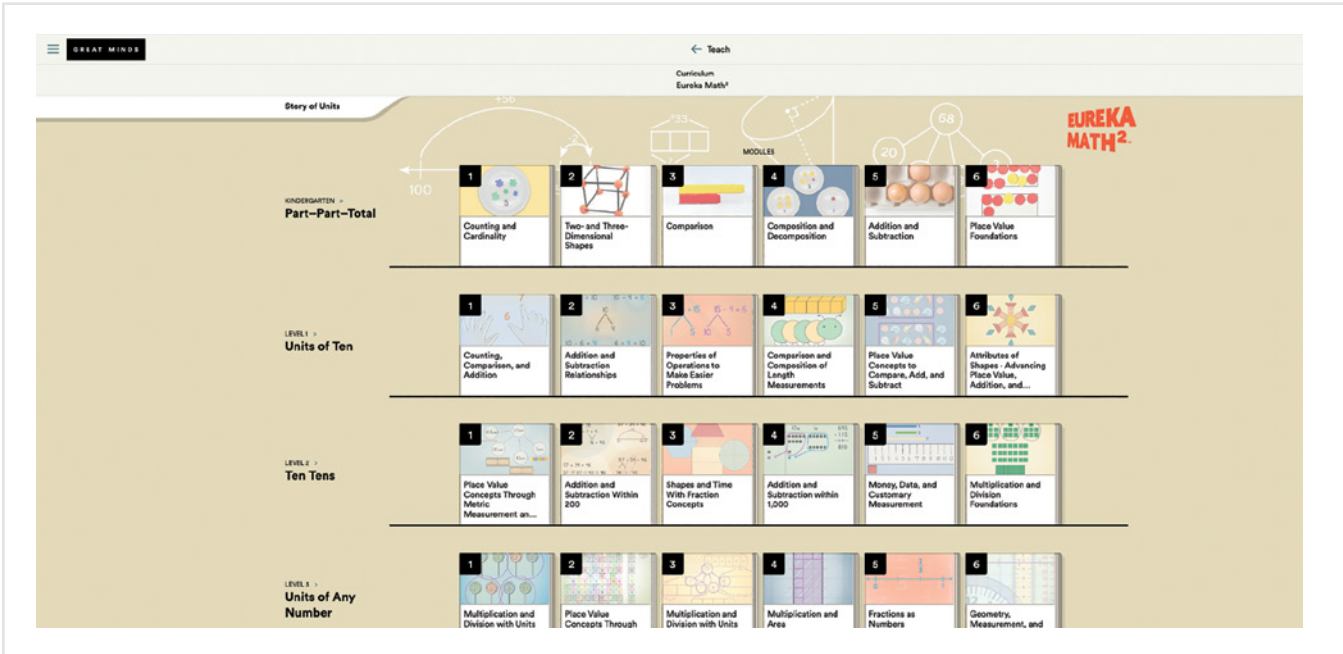 GREAT MINDS
← Teach
Curriculum
Eureka Math²
Story of Units
EUREKA
MATH²™
+56
-2
33
68
20
100
MODULES
KINDERGARTEN >
Part–Part–Total
1
Counting and
Cardinality
2
Two- and Three-
Dimensional
Shapes
3
Comparison
4
Composition and
Decomposition
5
Addition and
Subtraction
6
Place Value
Foundations
LEVEL 1 >
Units of Ten
1
Counting,
Comparison, and
Addition
2
Addition and
Subtraction
Relationships
3
Properties of
Operations to
Make Easier
Problems
4
Comparison and
Composition of
Length
Measurements
5
Place Value
Concepts to
Compare, Add, and
Subtract
6
Attributes of
Shapes · Advancing
Place Value,
Addition, and...
LEVEL 2 >
Ten Tens
1
Place Value
Concepts Through
Metric
Measurement an...
2
Addition and
Subtraction Within
200
3
Shapes and Time
With Fraction
Concepts
4
Addition and
Subtraction within
1,000
5
Money, Data, and
Customary
Measurement
6
Multiplication and
Division
Foundations
LEVEL 3 >
Units of Any
Number
1
Multiplication and
Division with Units
2
Place Value
Concepts Through
3
Multiplication and
Division with Units
4
Multiplication and
Area
5
Fractions as
Numbers
6
Geometry,
Measurement, and